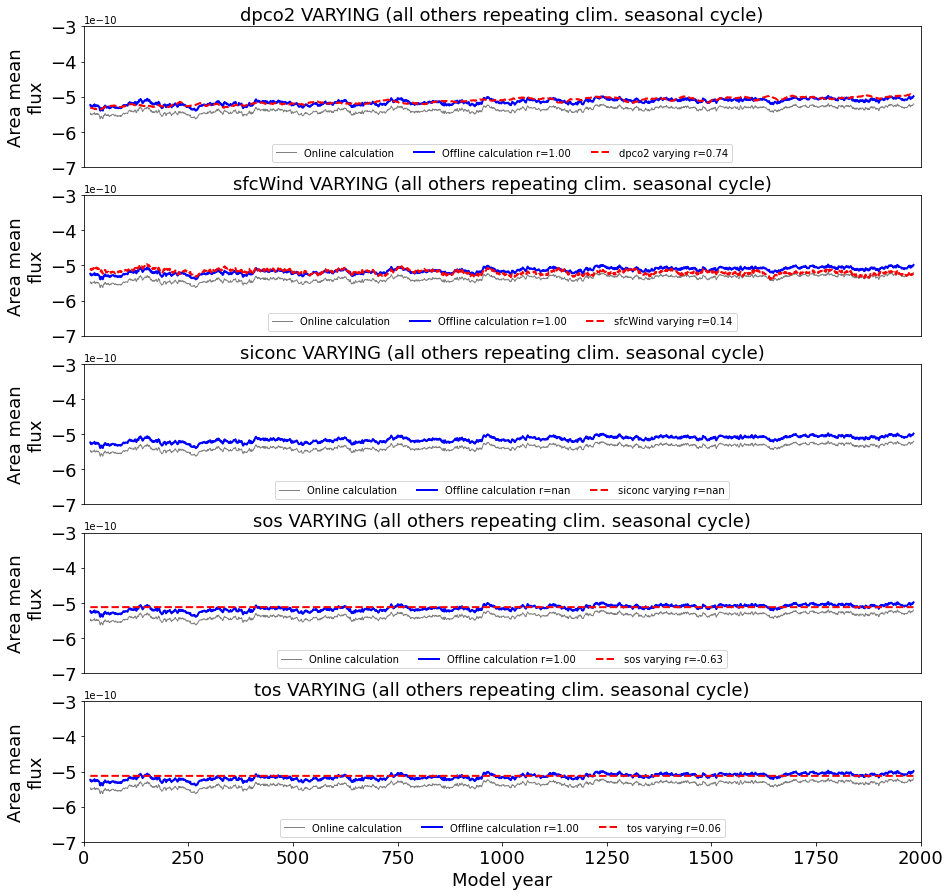 dpco2 VARYING (all others repeating clim. seasonal cycle)
1e−10
−3
−4
−5
−6
−7
Area mean
flux
Online calculation Offline calculation r=1.00 dpco2 varying r=0.74
sfcWind VARYING (all others repeating clim. seasonal cycle)
1e−10
−3
−4
−5
−6
−7
Area mean
flux
Online calculation Offline calculation r=1.00 sfcWind varying r=0.14
siconc VARYING (all others repeating clim. seasonal cycle)
1e−10
−3
−4
−5
−6
−7
Area mean
flux
Online calculation Offline calculation r=nan siconc varying r=nan
sos VARYING (all others repeating clim. seasonal cycle)
1e−10
−3
−4
−5
−6
−7
Area mean
flux
Online calculation Offline calculation r=1.00 sos varying r=-0.63
tos VARYING (all others repeating clim. seasonal cycle)
1e−10
−3
−4
−5
−6
−7
Area mean
flux
Online calculation Offline calculation r=1.00 tos varying r=0.06
0 250 500 750 1000 1250 1500 1750 2000
Model year